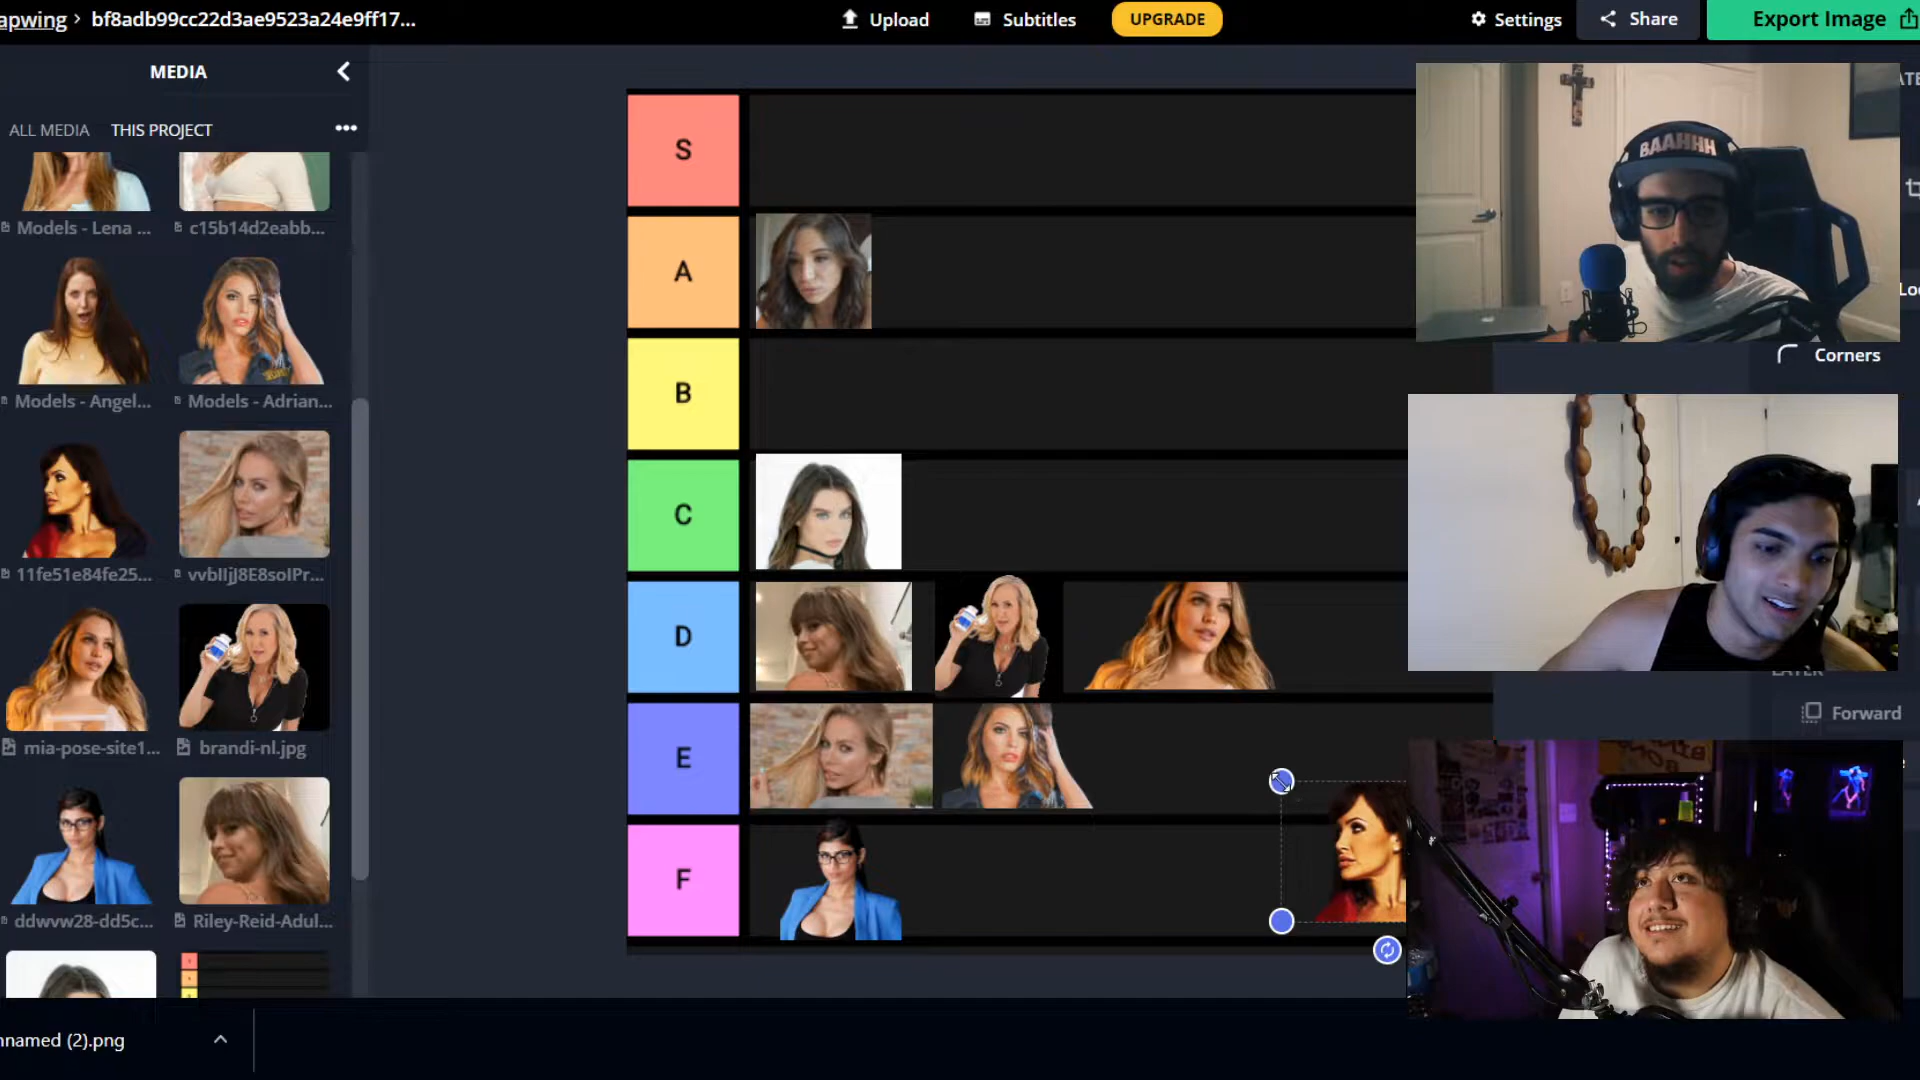 apwing › bf8adb99cc22d3ae9523a24e9ff17...
Upload
Subtitles
UPGRADE
Settings
Share
Export Image
MEDIA
ALL MEDIA
THIS PROJECT
Models - Lena ...
c15b14d2eabb...
Models - Angel...
Models - Adrian...
11fe51e84fe25...
mia-pose-site1...
brandi-nl.jpg
ddwvw28-dd5c...
Riley-Reid-Adul...
nnamed (2).png
S
A
B
C
D
E
F
BAAHHH
Corners
LAYER
Forward